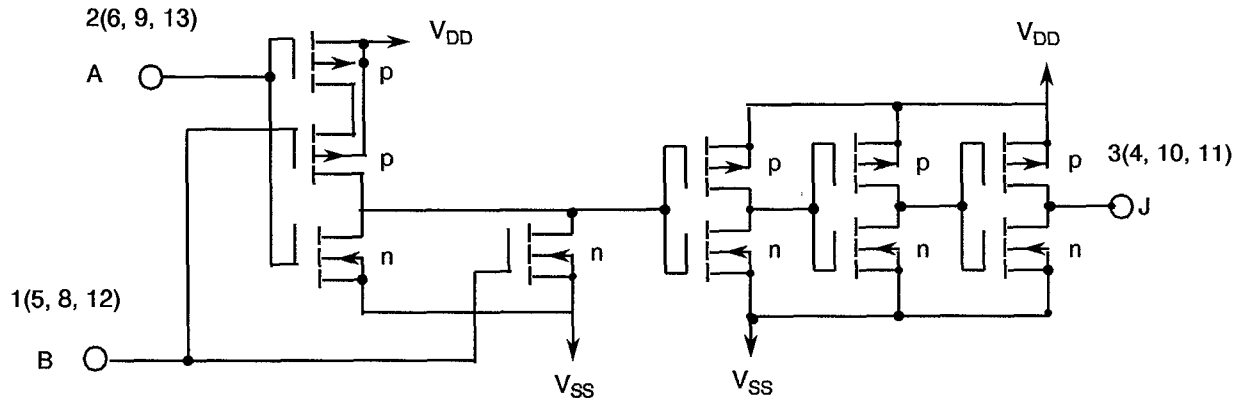 2(6, 9, 13)
A
V_DD
p
p
n
1(5, 8, 12)
B
n
V_SS
V_DD
p
p
p
3(4, 10, 11)
J
n
n
n
V_SS